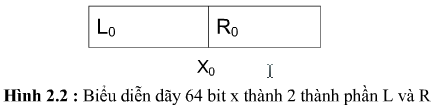 L₀ R₀
X₀
Hình 2.2 : Biểu diễn dãy 64 bit x thành 2 thành phần L và R